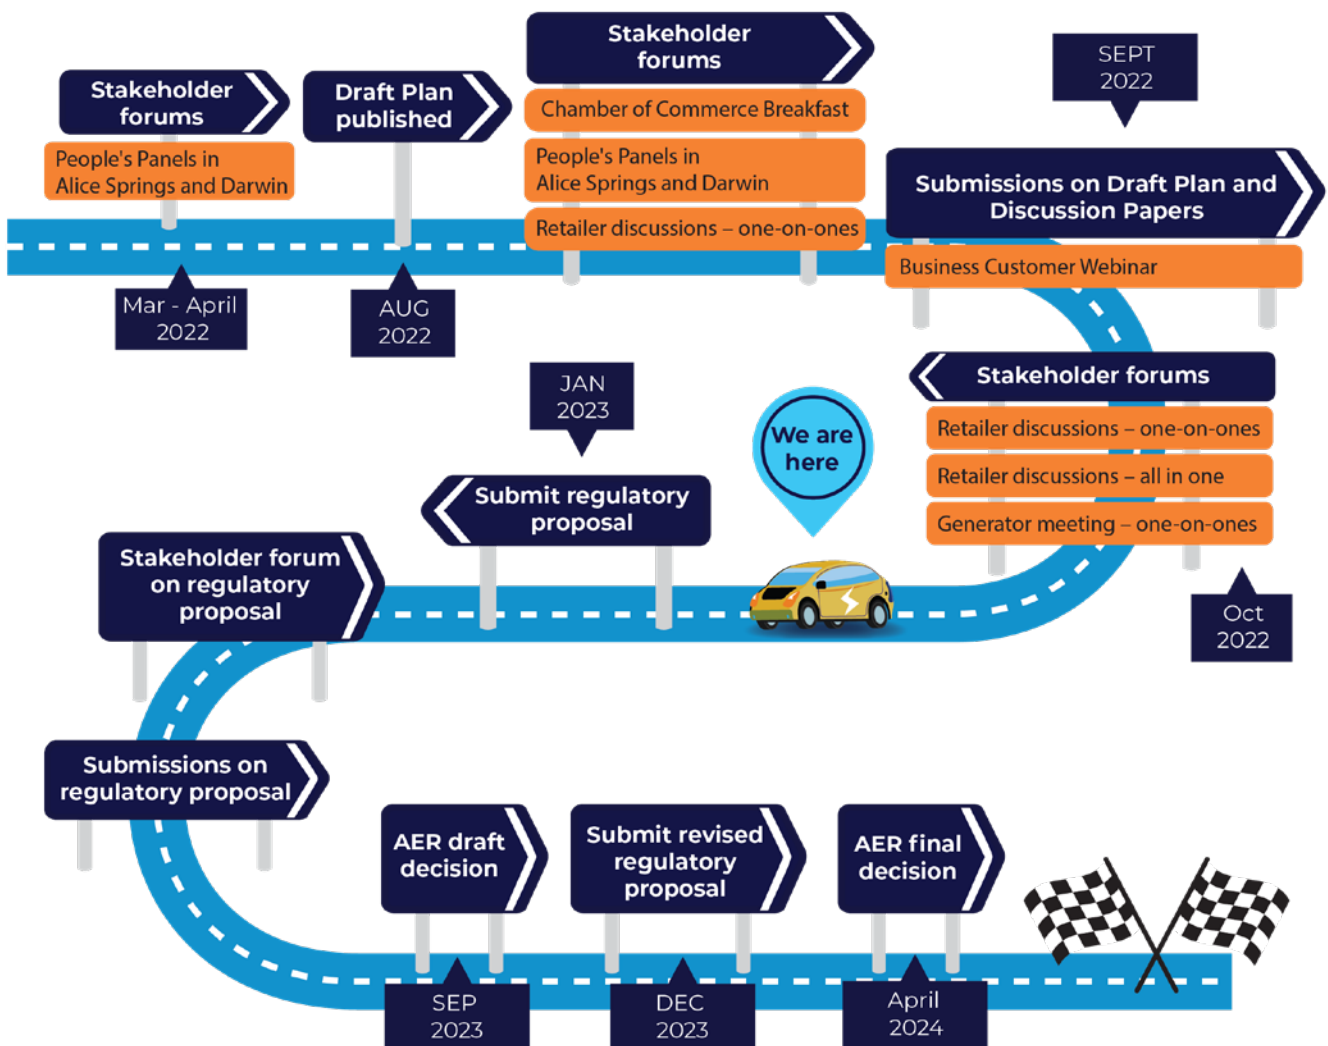 Stakeholder
forums
People's Panels in
Alice Springs and Darwin
Mar - April
2022
Draft Plan
published
AUG
2022
Stakeholder
forums
Chamber of Commerce Breakfast
People's Panels in
Alice Springs and Darwin
Retailer discussions – one-on-ones
SEPT
2022
Submissions on Draft Plan and
Discussion Papers
Business Customer Webinar
Stakeholder forums
Retailer discussions – one-on-ones
Retailer discussions – all in one
Generator meeting – one-on-ones
Oct
2022
We are
here
JAN
2023
Submit regulatory
proposal
Stakeholder forum
on regulatory
proposal
Submissions on
regulatory proposal
AER draft
decision
SEP
2023
Submit revised
regulatory
proposal
DEC
2023
AER final
decision
April
2024